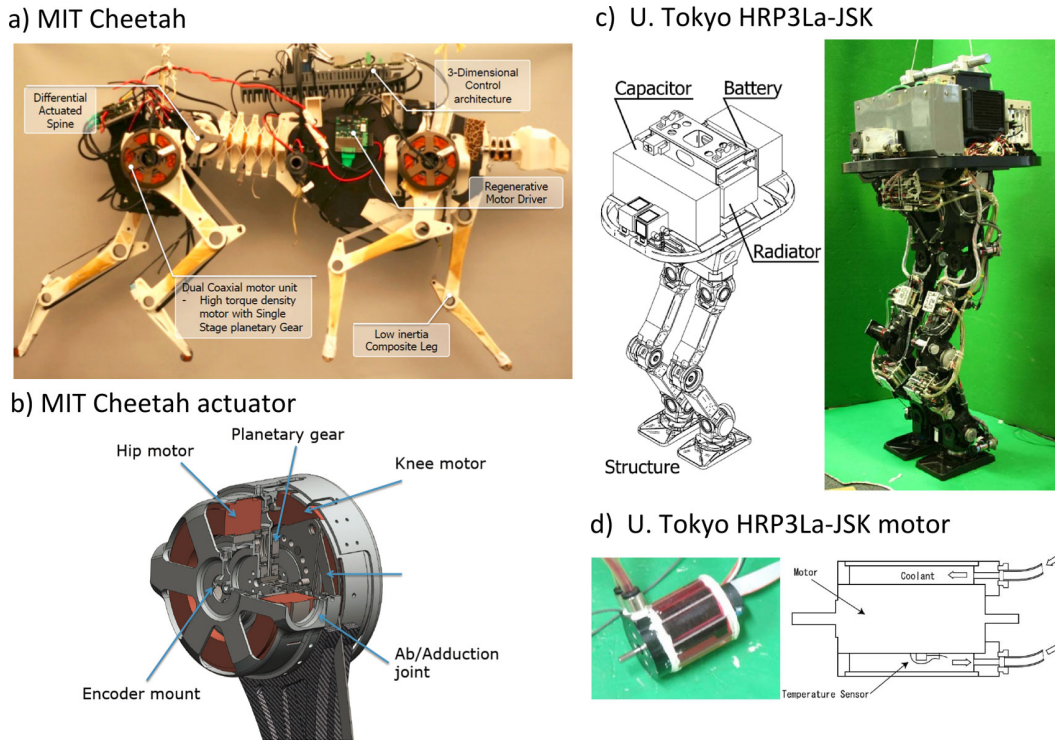 a) MIT Cheetah
Differential
Actuated
Spine
3-Dimensional
Control
architecture
Regenerative
Motor Driver
Dual Coaxial motor unit
- High torque density
motor with Single
Stage planetary Gear
Low inertia
Composite Leg
b) MIT Cheetah actuator
Planetary gear
Hip motor
Knee motor
Ab/Adduction
joint
Encoder mount
c) U. Tokyo HRP3La-JSK
Capacitor
Battery
Radiator
Structure
d) U. Tokyo HRP3La-JSK motor
Motor
Coolant
Temperature Sensor